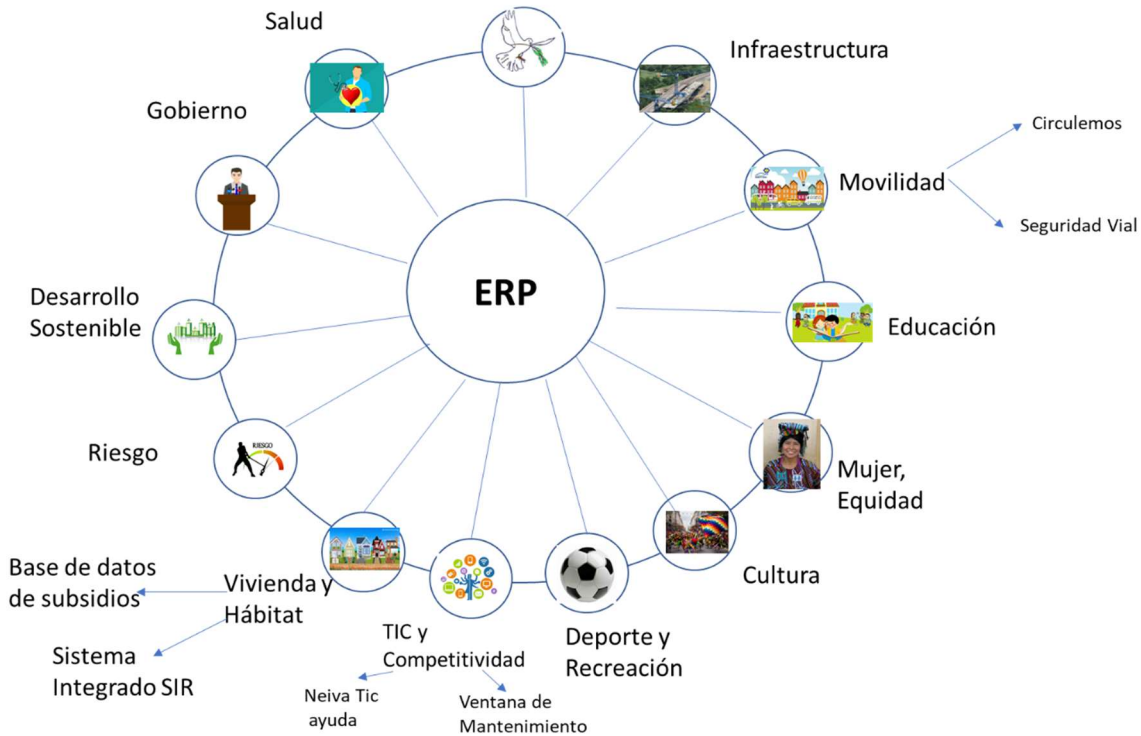 Salud
Infraestructura
Gobierno
Circulemos
Movilidad
Seguridad Vial
ERP
Desarrollo
Sostenible
Educación
Riesgo
RIESGO
Mujer,
Equidad
Base de datos
de subsidios
Vivienda y
Hábitat
Cultura
TIC y
Competitividad
Deporte y
Recreación
Sistema
Integrado SIR
Neiva Tic
ayuda
Ventana de
Mantenimiento